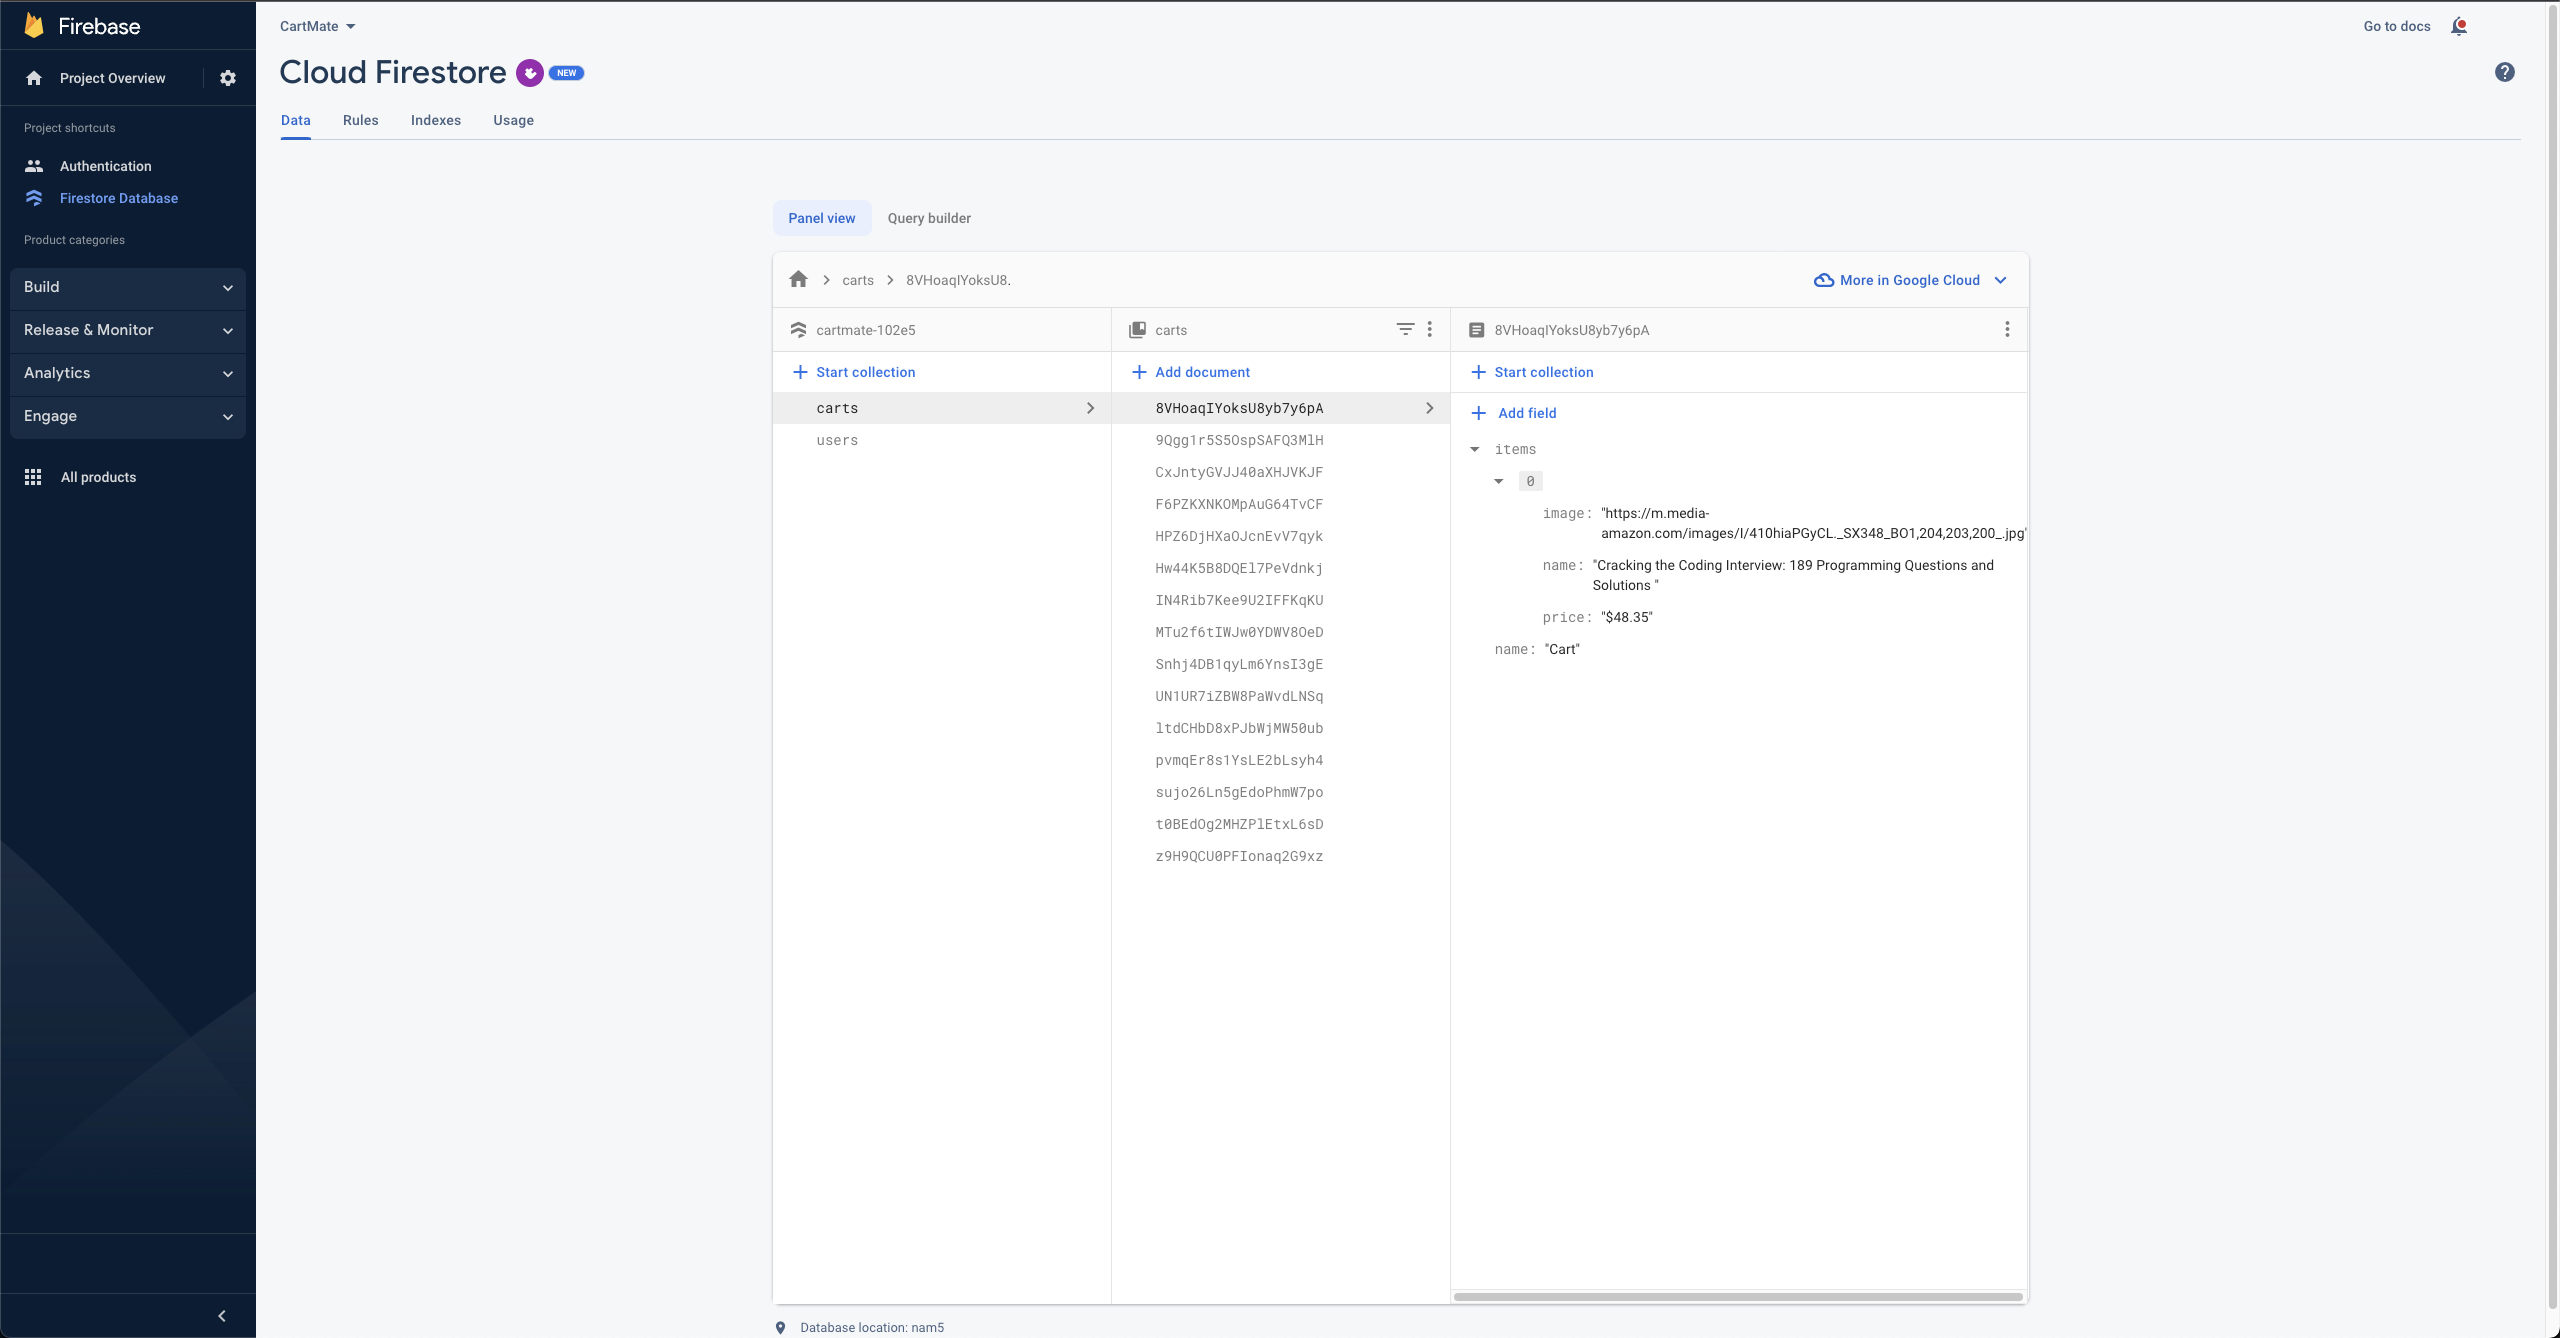 Firebase
Project Overview
Project shortcuts
Authentication
Firestore Database
Product categories
Build
Release & Monitor
Analytics
Engage
All products
CartMate
Go to docs
Cloud Firestore NEW
Data Rules Indexes Usage
Panel view Query builder
carts 8VHoaqIYoksU8.
More in Google Cloud
cartmate-102e5
Start collection
carts
users
carts
Add document
8VHoaqIYoksU8yb7y6pA
9Qgg1r5S5OspSAFQ3MlH
CxJntyGVJJ40aXHJVKJF
F6PZKXNKOMpAuG64TvCF
HPZ6DjHXaOJcnEvV7qyk
Hw44K5B8DQEl7PeVdnkj
IN4Rib7Kee9U2IFFKqKU
MTu2f6tIWJw0YDWV8OeD
Snhj4DB1qyLm6YnsI3gE
UN1UR7iZBW8PaWvdLNSq
ltdCHbD8xPJbWjMW50ub
pvmqEr8s1YsLE2bLsyh4
sujo26Ln5gEdoPhmW7po
t0BEdOg2MHZPlEtxL6sD
z9H9QCU0PFIonaq2G9xz
8VHoaqIYoksU8yb7y6pA
Start collection
Add field
items
0
image: "https://m.media-
amazon.com/images/I/410hiaPGyCL._SX348_BO1,204,203,200_.jpg"
name: "Cracking the Coding Interview: 189 Programming Questions and
Solutions "
price: "$48.35"
name: "Cart"
Database location: nam5